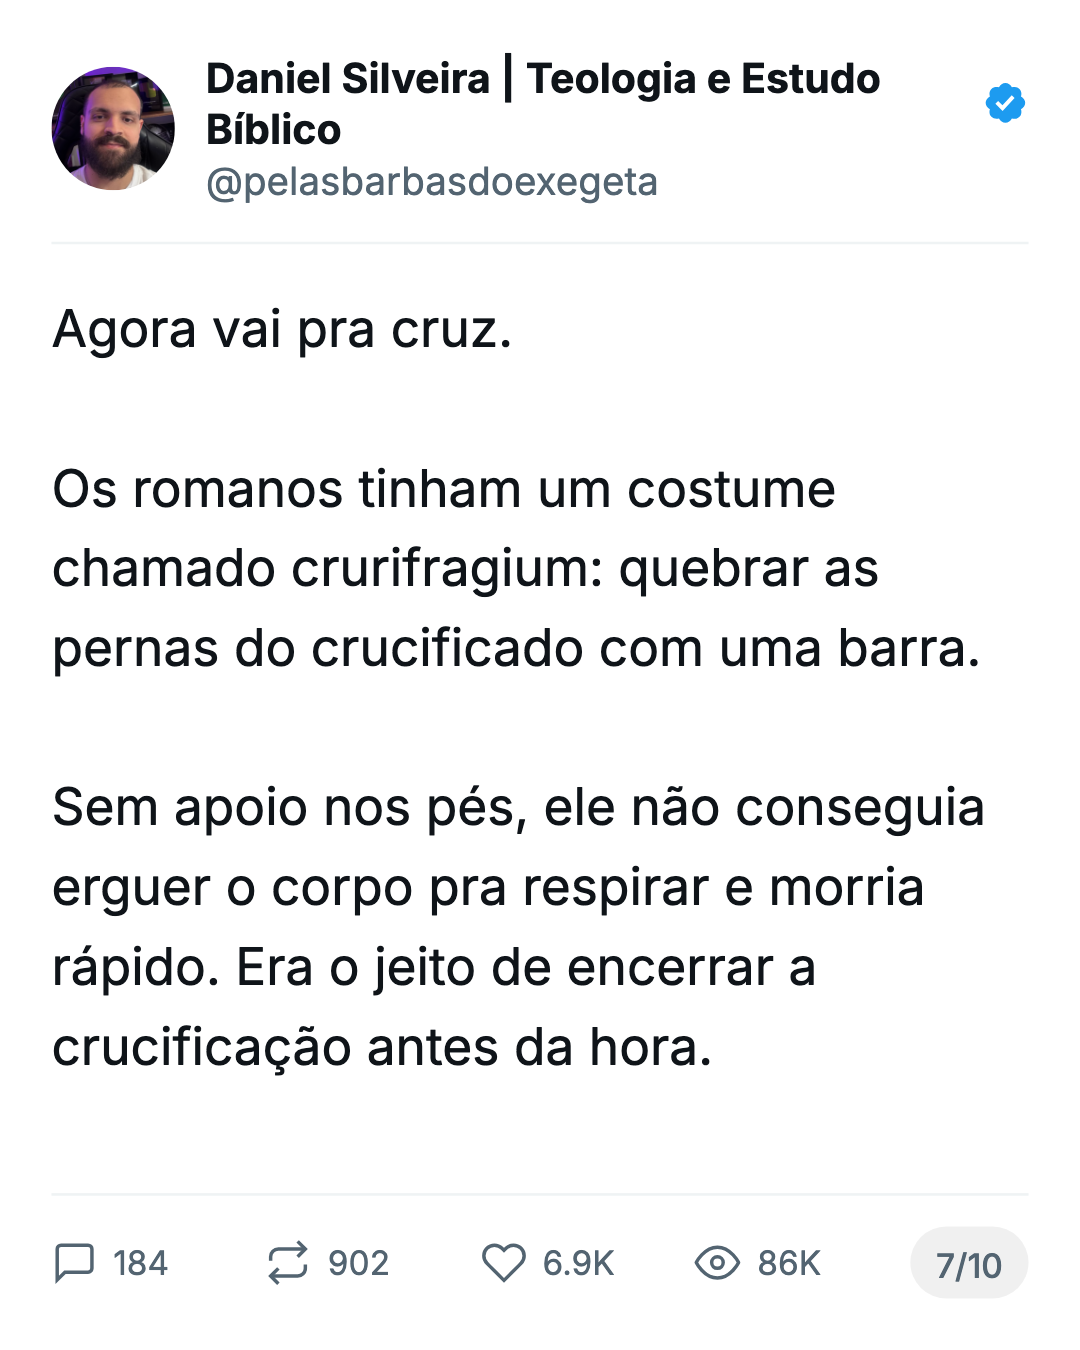 Daniel Silveira | Teologia e Estudo
Bíblico
@pelasbarbasdoexegeta
Agora vai pra cruz.
Os romanos tinham um costume
chamado crurifragium: quebrar as
pernas do crucificado com uma barra.
Sem apoio nos pés, ele não conseguia
erguer o corpo pra respirar e morria
rápido. Era o jeito de encerrar a
crucificação antes da hora.
184 902 6.9K 86K 7/10